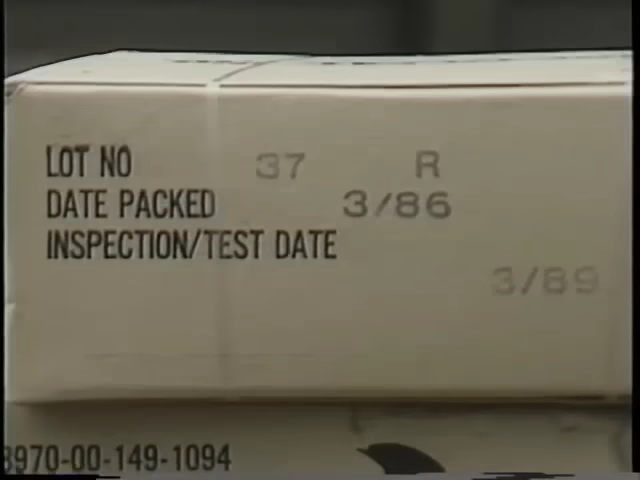 LOT NO 37 R
DATE PACKED 3/86
INSPECTION/TEST DATE
3/89
8970-00-149-1094